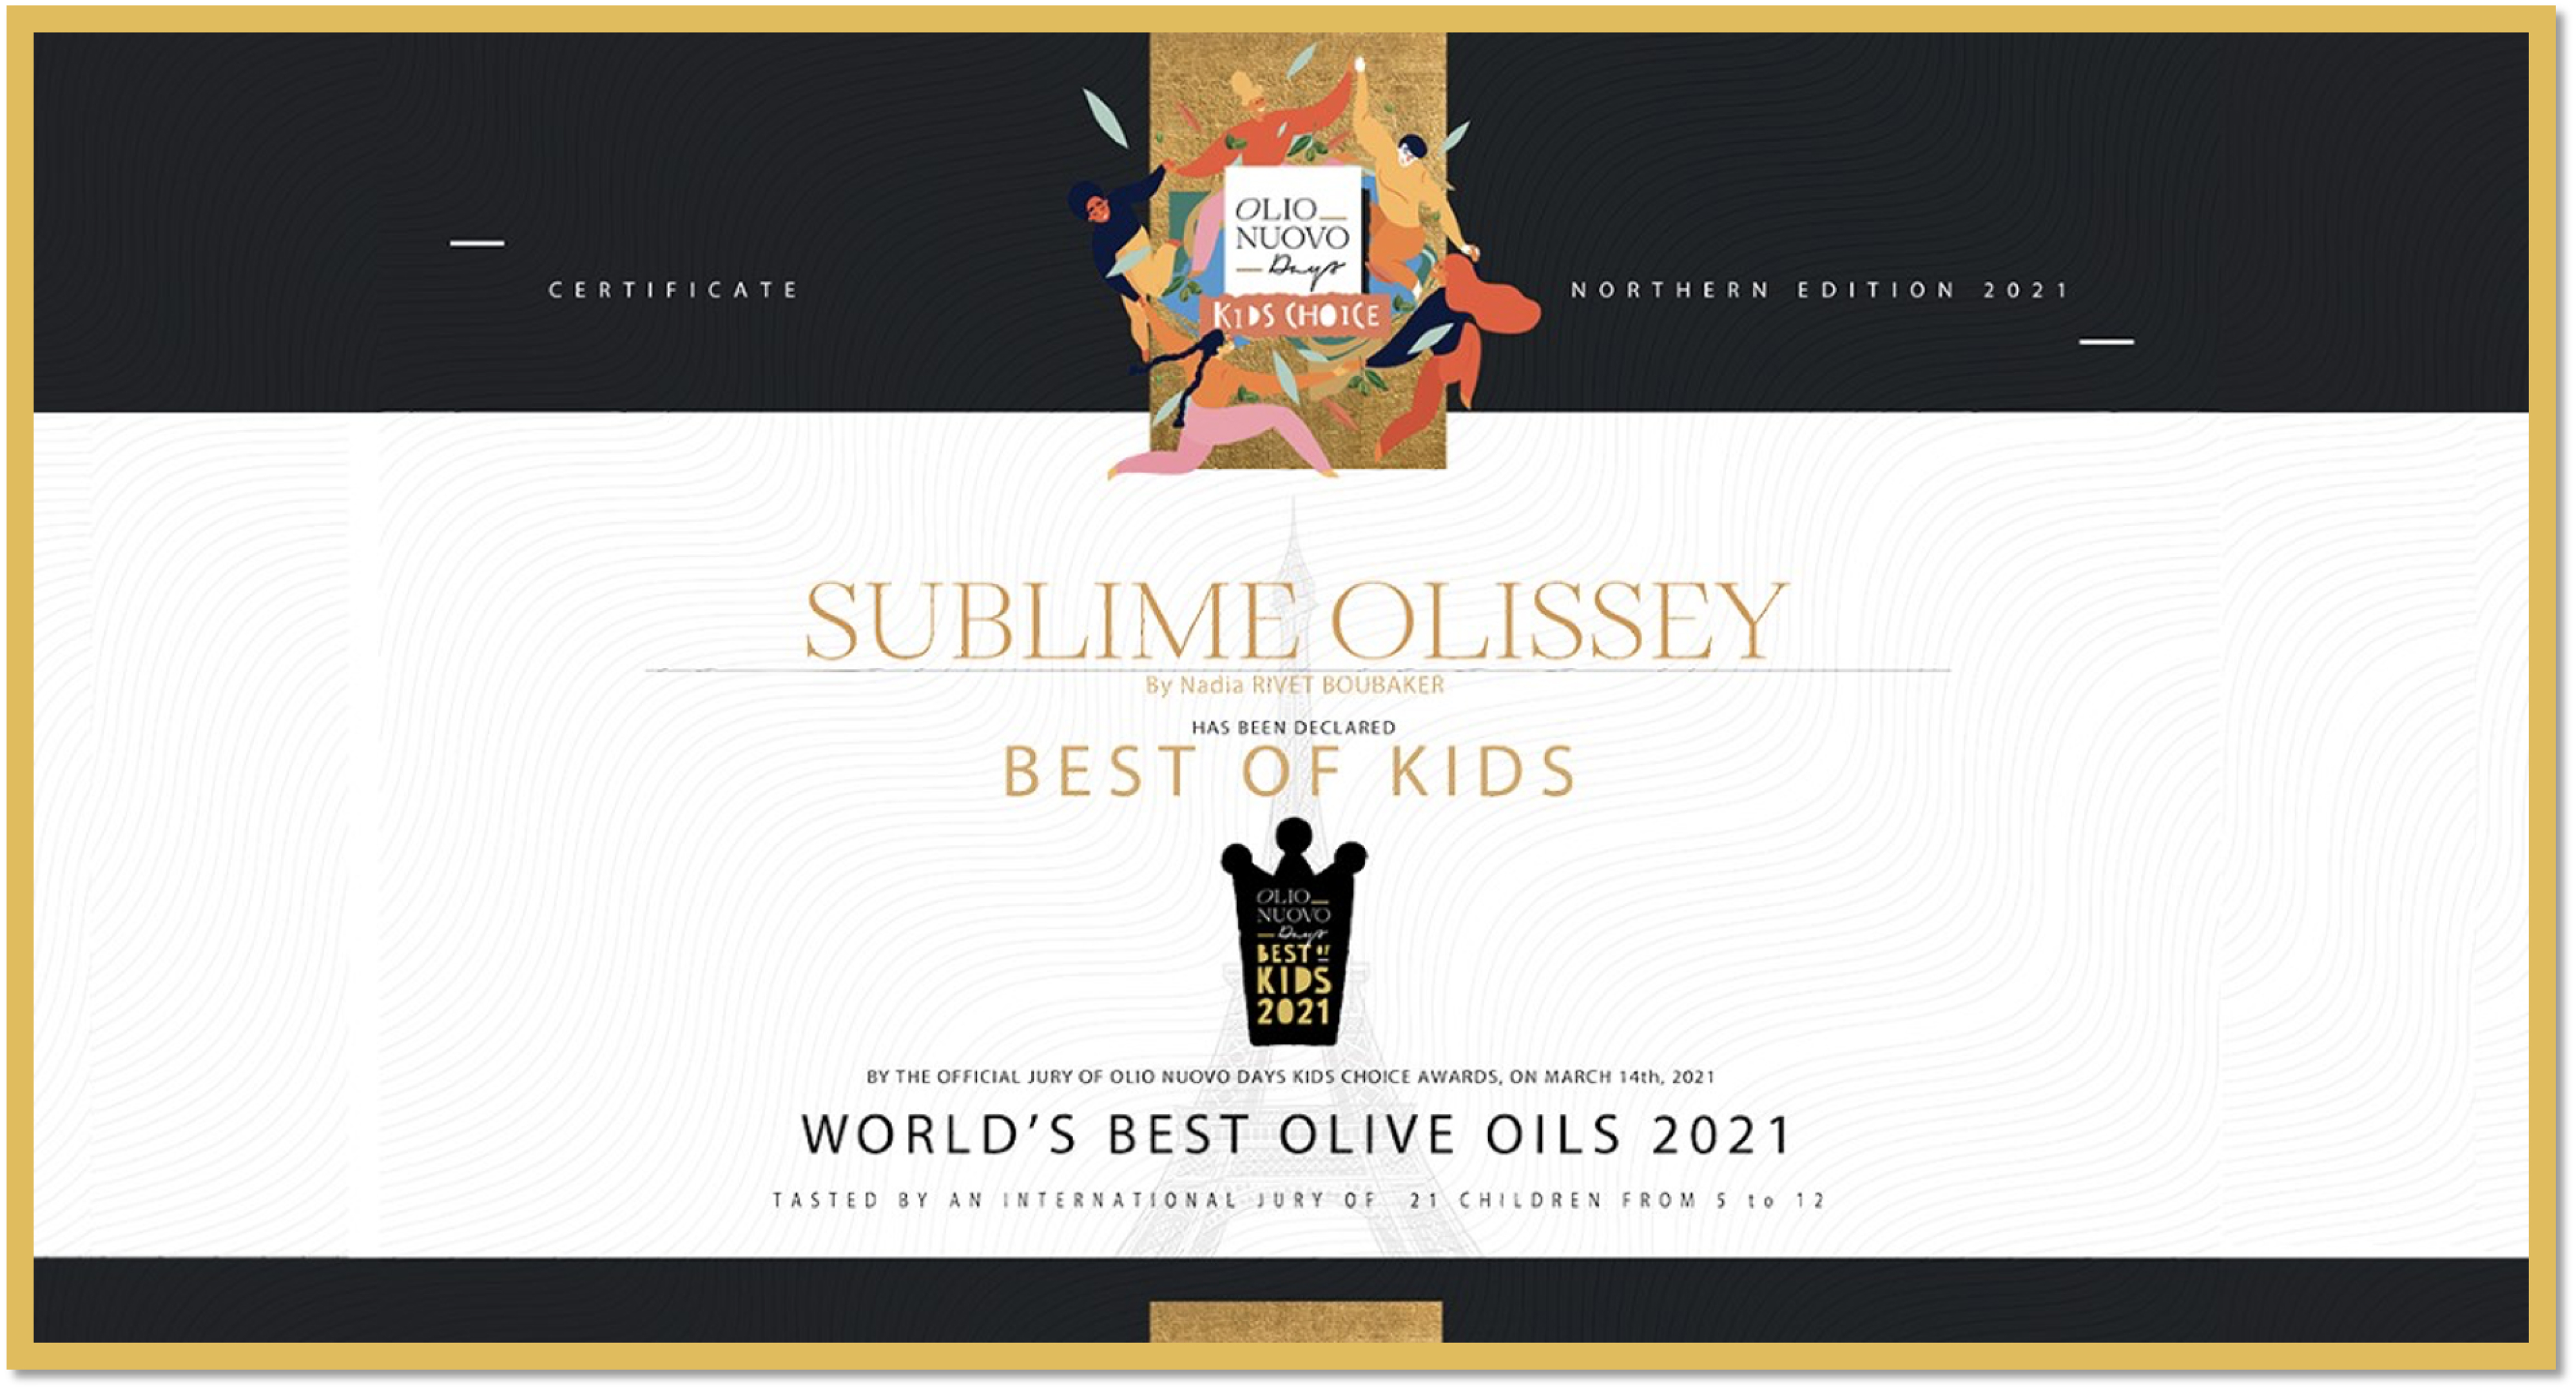 CERTIFICATE
OLIO
NUOVO
Days
KIDS CHOICE
NORTHERN EDITION 2021
SUBLIME OLISSEY
By Nadia RIVET BOUBAKER
HAS BEEN DECLARED
BEST OF KIDS
OLIO
NUOVO
Days
BEST OF
KIDS
2021
BY THE OFFICIAL JURY OF OLIO NUOVO DAYS KIDS CHOICE AWARDS, ON MARCH 14th, 2021
WORLD'S BEST OLIVE OILS 2021
TASTED BY AN INTERNATIONAL JURY OF 21 CHILDREN FROM 5 to 12